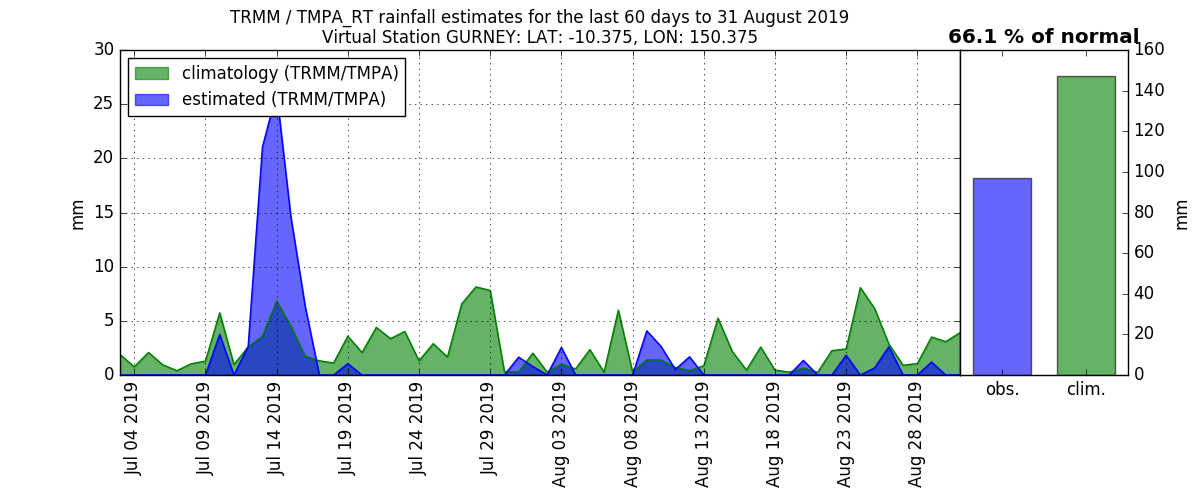 TRMM / TMPA_RT rainfall estimates for the last 60 days to 31 August 2019
Virtual Station GURNEY: LAT: -10.375, LON: 150.375
66.1 % of normal
climatology (TRMM/TMPA)
estimated (TRMM/TMPA)
30
25
20
15
10
5
0
mm
Jul 04 2019
Jul 09 2019
Jul 14 2019
Jul 19 2019
Jul 24 2019
Jul 29 2019
Aug 03 2019
Aug 08 2019
Aug 13 2019
Aug 18 2019
Aug 23 2019
Aug 28 2019
160
140
120
100
80
60
40
20
0
mm
obs.
clim.